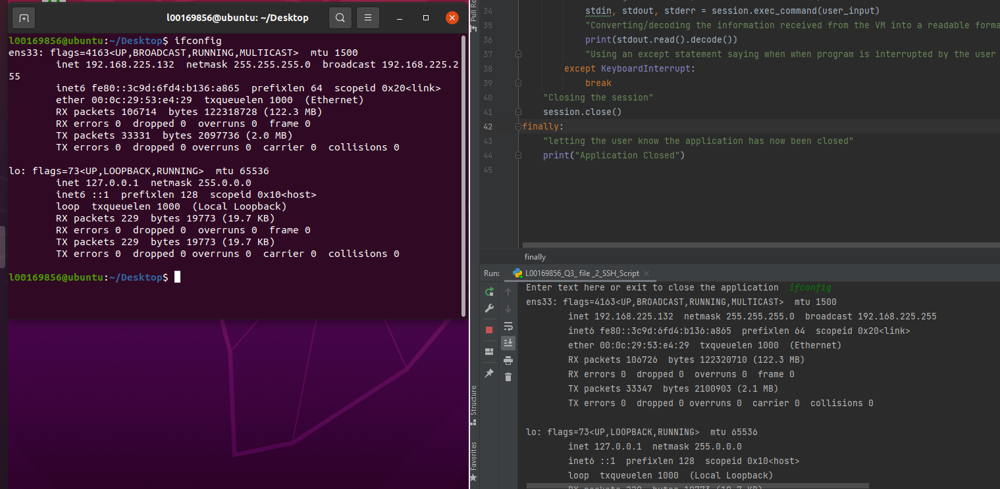 l00169856@ubuntu: ~/Desktop
l00169856@ubuntu:~/Desktop$ ifconfig
ens33: flags=4163<UP,BROADCAST,RUNNING,MULTICAST>  mtu 1500
        inet 192.168.225.132  netmask 255.255.255.0  broadcast 192.168.225.2
55
        inet6 fe80::3c9d:6fd4:b136:a865  prefixlen 64  scopeid 0x20<link>
        ether 00:0c:29:53:e4:29  txqueuelen 1000  (Ethernet)
        RX packets 106714  bytes 122318728 (122.3 MB)
        RX errors 0  dropped 0  overruns 0  frame 0
        TX packets 33331  bytes 2097736 (2.0 MB)
        TX errors 0  dropped 0 overruns 0  carrier 0  collisions 0
lo: flags=73<UP,LOOPBACK,RUNNING>  mtu 65536
        inet 127.0.0.1  netmask 255.0.0.0
        inet6 ::1  prefixlen 128  scopeid 0x10<host>
        loop  txqueuelen 1000  (Local Loopback)
        RX packets 229  bytes 19773 (19.7 KB)
        RX errors 0  dropped 0  overruns 0  frame 0
        TX packets 229  bytes 19773 (19.7 KB)
        TX errors 0  dropped 0 overruns 0  carrier 0  collisions 0
l00169856@ubuntu:~/Desktop$
Pull Re
34 stdin, stdout, stderr = session.exec_command(user_input)
35 "Converting/decoding the information received from the VM into a readable forma
36 print(stdout.read().decode())
37 "Using an except statement saying when when program is interrupted by the user
38 except KeyboardInterrupt:
39 break
40 "Closing the session"
41 session.close()
42 finally:
43 "letting the user know the application has now been closed"
44 print("Application Closed")
45
finally
Run: L00169856_Q3_file_2_SSH_Script
Structure
Favorites
Enter text here or exit to close the application  ifconfig
ens33: flags=4163<UP,BROADCAST,RUNNING,MULTICAST>  mtu 1500
        inet 192.168.225.132  netmask 255.255.255.0  broadcast 192.168.225.255
        inet6 fe80::3c9d:6fd4:b136:a865  prefixlen 64  scopeid 0x20<link>
        ether 00:0c:29:53:e4:29  txqueuelen 1000  (Ethernet)
        RX packets 106726  bytes 122320710 (122.3 MB)
        RX errors 0  dropped 0  overruns 0  frame 0
        TX packets 33347  bytes 2100903 (2.1 MB)
        TX errors 0  dropped 0 overruns 0  carrier 0  collisions 0
lo: flags=73<UP,LOOPBACK,RUNNING>  mtu 65536
        inet 127.0.0.1  netmask 255.0.0.0
        inet6 ::1  prefixlen 128  scopeid 0x10<host>
        loop  txqueuelen 1000  (Local Loopback)